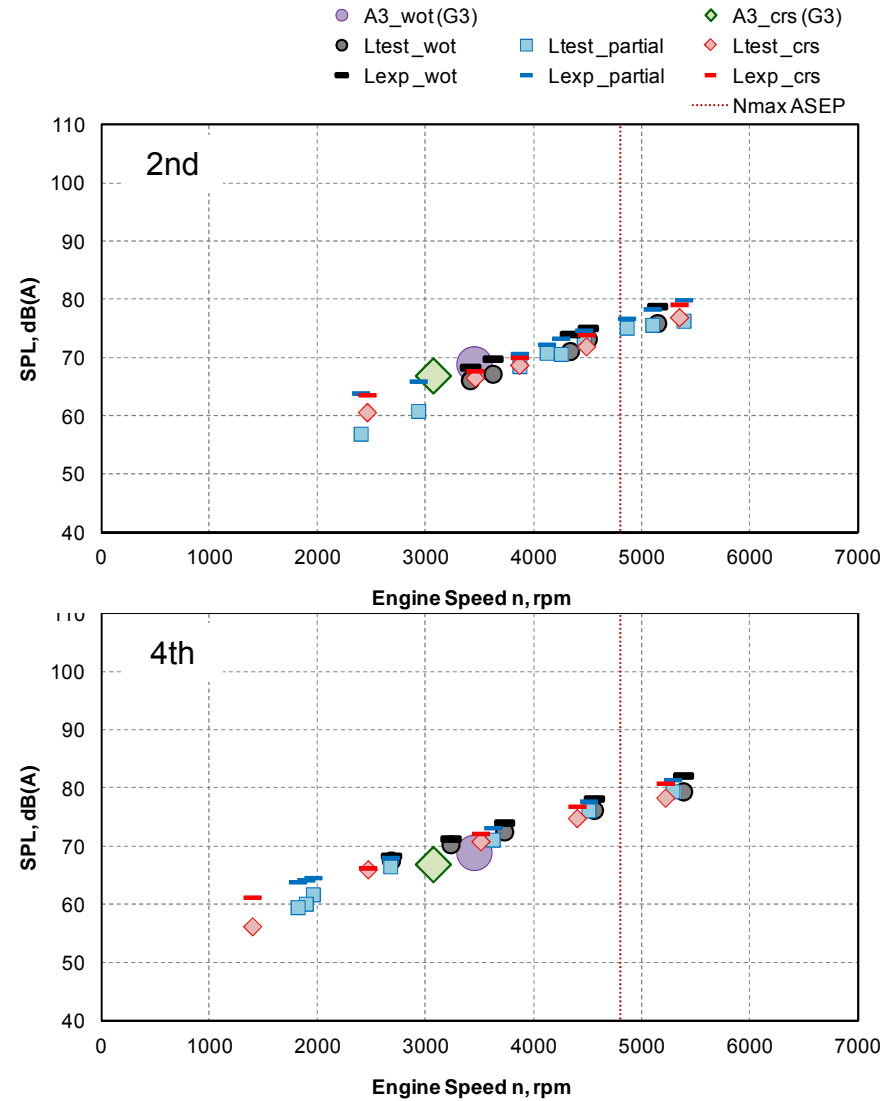 A3_wot (G3) A3_crs (G3)
Ltest_wot Ltest_partial Ltest_crs
Lexp_wot Lexp_partial Lexp_crs
Nmax ASEP
110
100
90
80
70
60
50
40
SPL, dB(A)
2nd
0 1000 2000 3000 4000 5000 6000 7000
Engine Speed n, rpm
110
100
90
80
70
60
50
40
SPL, dB(A)
4th
0 1000 2000 3000 4000 5000 6000 7000
Engine Speed n, rpm